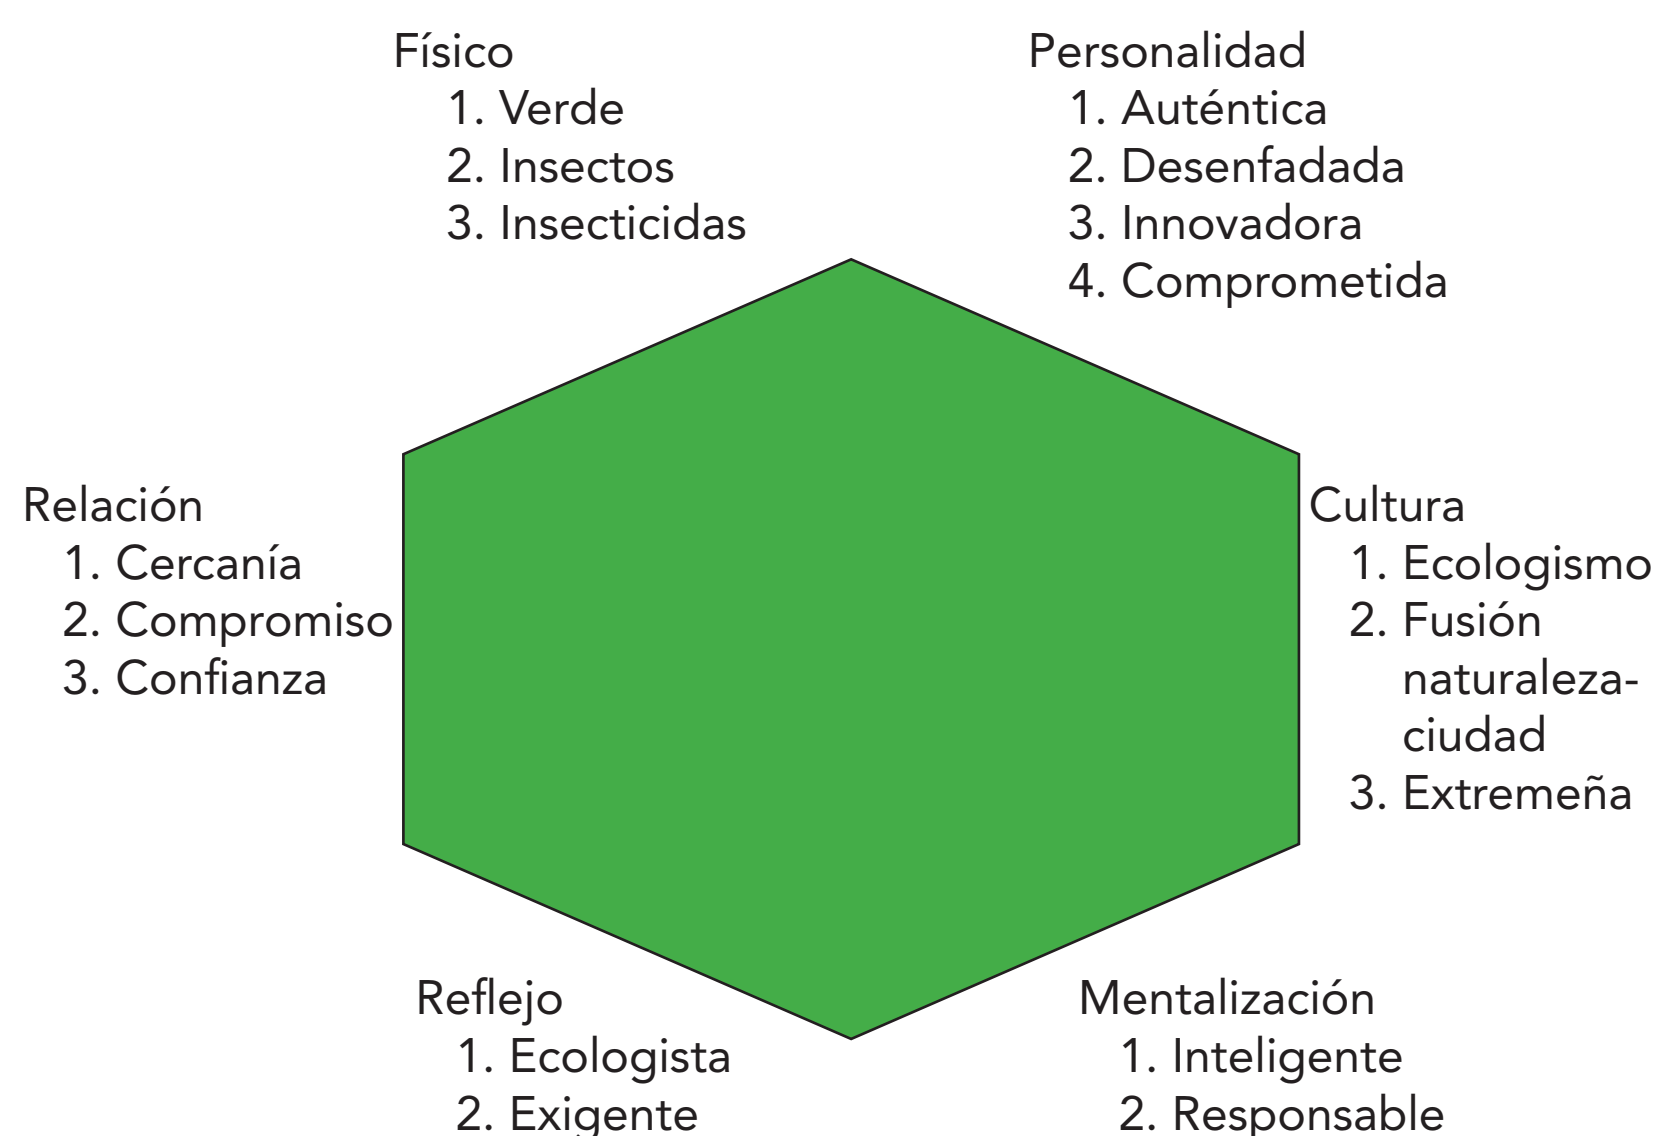 Físico
1. Verde
2. Insectos
3. Insecticidas
Personalidad
1. Auténtica
2. Desenfadada
3. Innovadora
4. Comprometida
Relación
1. Cercanía
2. Compromiso
3. Confianza
Cultura
1. Ecologismo
2. Fusión
naturaleza-
ciudad
3. Extremeña
Reflejo
1. Ecologista
2. Exigente
Mentalización
1. Inteligente
2. Responsable